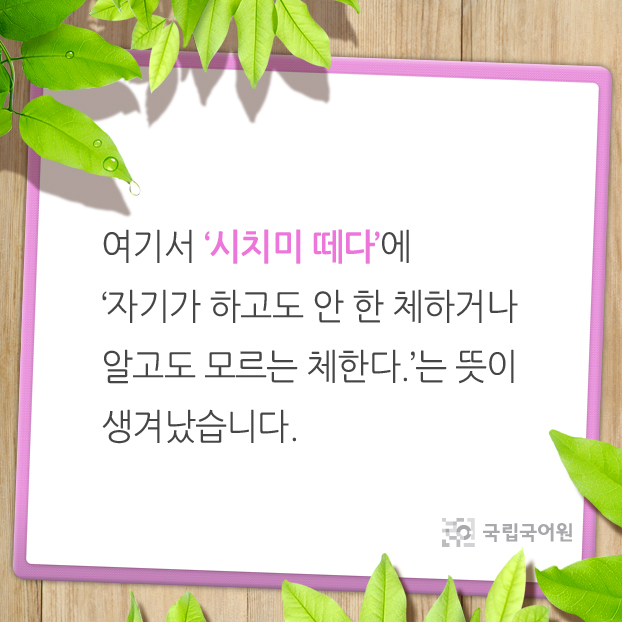 여기서 ‘시치미 떼다’에
‘자기가 하고도 안 한 체하거나
알고도 모르는 체한다.’는 뜻이
생겨났습니다.
국립국어원